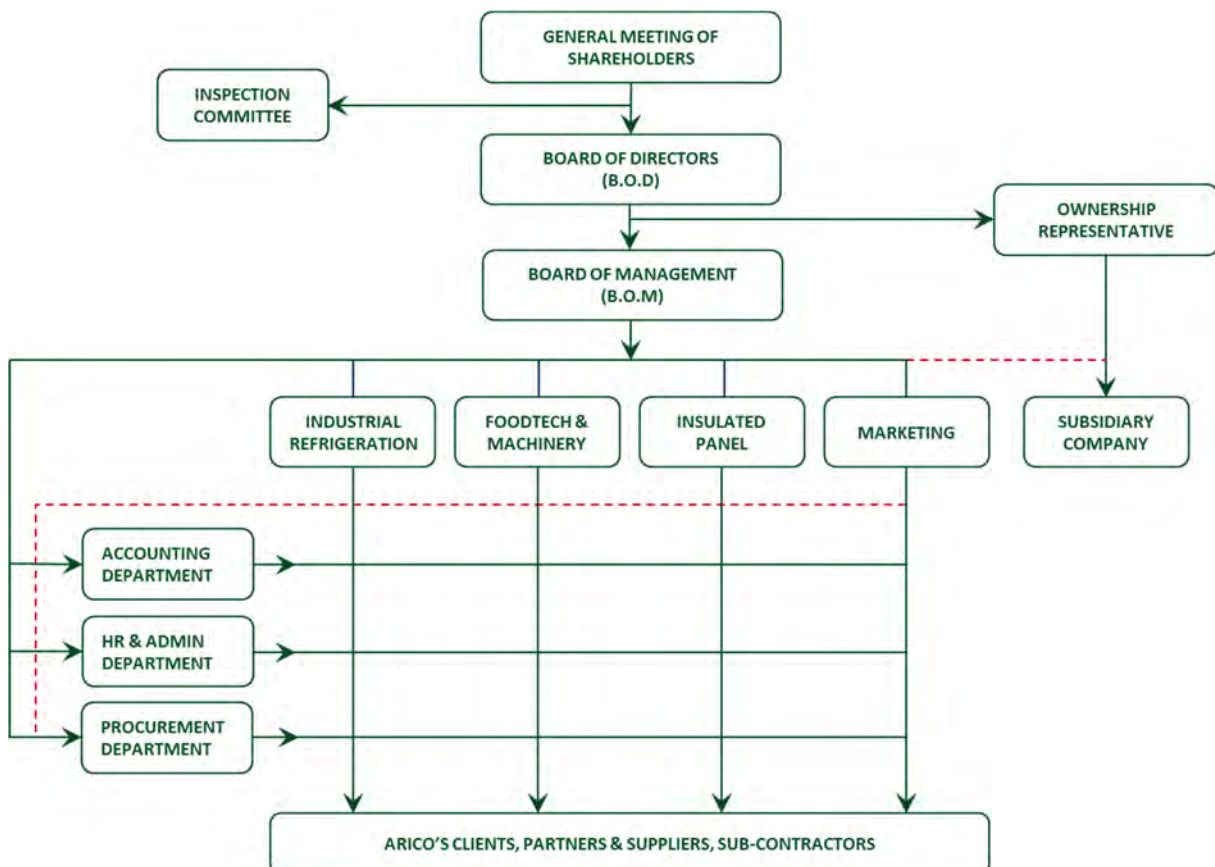 GENERAL MEETING OF
SHAREHOLDERS
INSPECTION
COMMITTEE
BOARD OF DIRECTORS
(B.O.D)
OWNERSHIP
REPRESENTATIVE
BOARD OF MANAGEMENT
(B.O.M)
INDUSTRIAL
REFRIGERATION
FOODTECH &
MACHINERY
INSULATED
PANEL
MARKETING
SUBSIDIARY
COMPANY
ACCOUNTING
DEPARTMENT
HR & ADMIN
DEPARTMENT
PROCUREMENT
DEPARTMENT
ARICO'S CLIENTS, PARTNERS & SUPPLIERS, SUB-CONTRACTORS